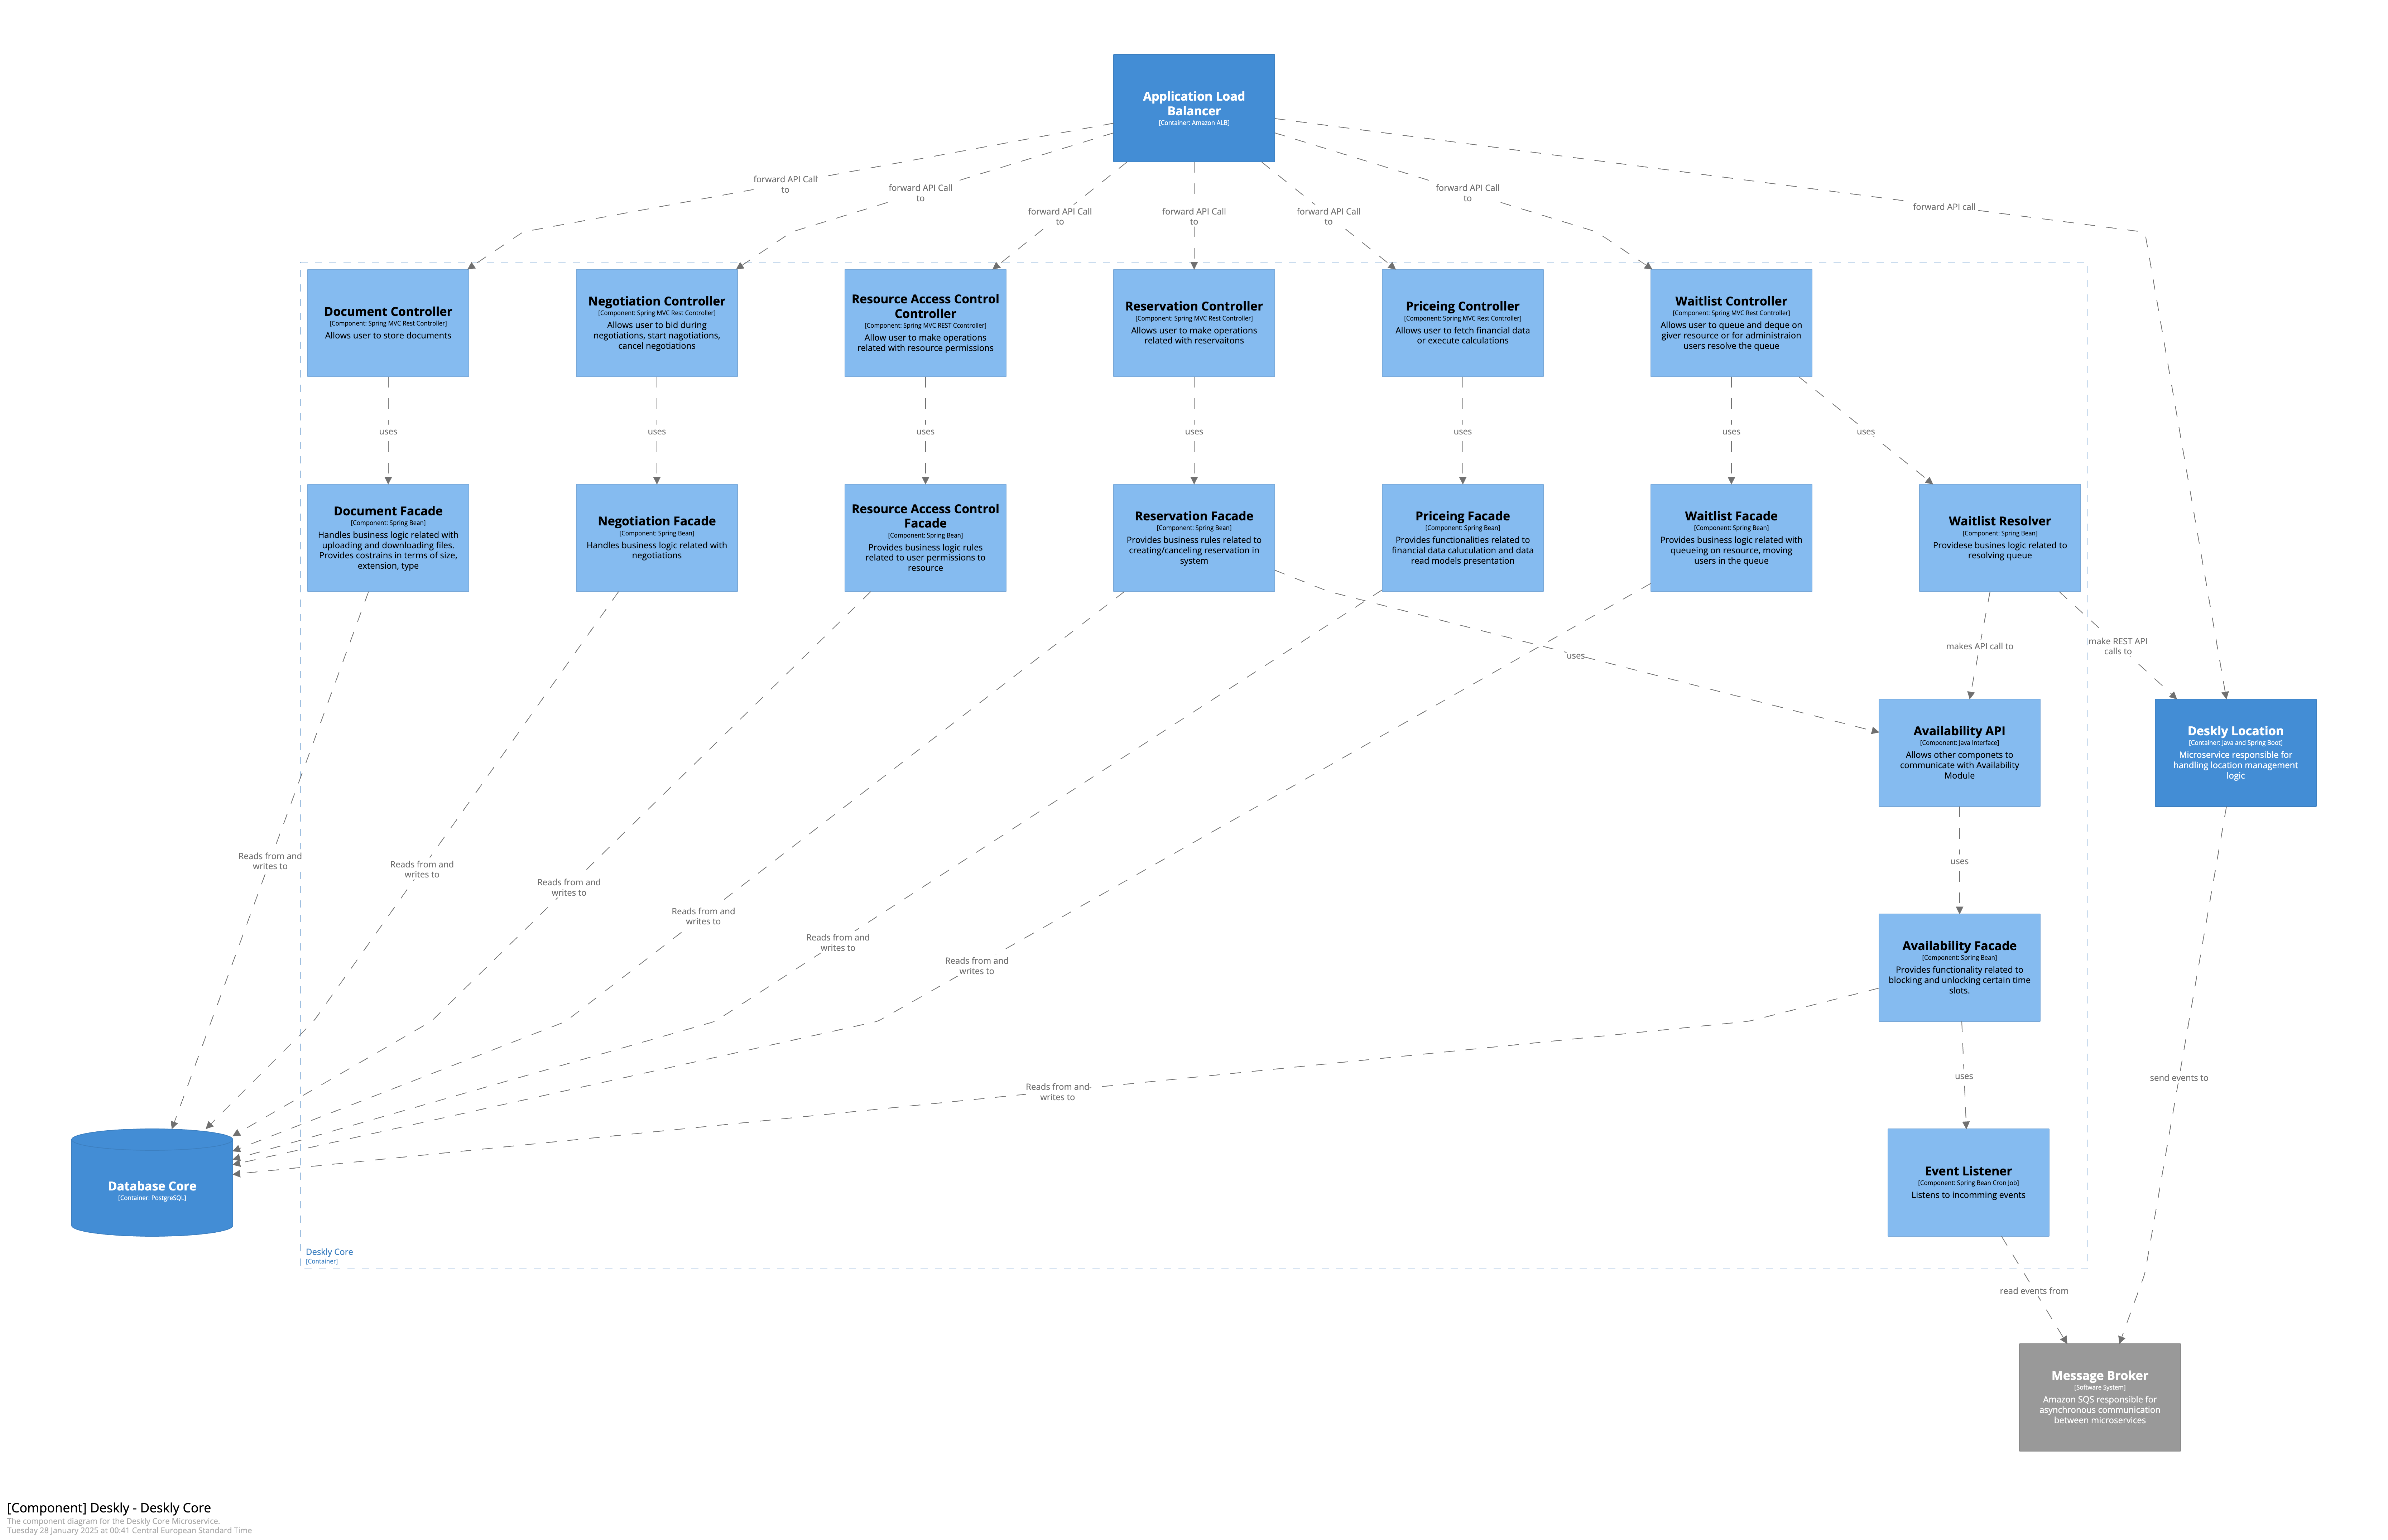 Application Load
Balancer
[Container: Amazon ALB]
forward API Call
to
forward API Call
to
forward API Call
to
forward API Call
to
forward API Call
to
forward API Call
to
forward API call
Document Controller
[Component: Spring MVC Rest Controller]
Allows user to store documents
Negotiation Controller
[Component: Spring MVC Rest Controller]
Allows user to bid during
negotiations, start nagotiations,
cancel negotiations
Resource Access Control
Controller
[Component: Spring MVC REST CController]
Allow user to make operations
related with resource permissions
Reservation Controller
[Component: Spring MVC Rest Controller]
Allows user to make operations
related with reservaitons
Priceing Controller
[Component: Spring MVC Rest Controller]
Allows user to fetch financial data
or execute calculations
Waitlist Controller
[Component: Spring MVC Rest Controller]
Allows user to queue and deque on
giver resource or for administraion
users resolve the queue
uses
uses
uses
uses
uses
uses
uses
Document Facade
[Component: Spring Bean]
Handles business logic related with
uploading and downloading files.
Provides costrains in terms of size,
extension, type
Negotiation Facade
[Component: Spring Bean]
Handles business logic related with
negotiations
Resource Access Control
Facade
[Component: Spring Bean]
Provides business logic rules
related to user permissions to
resource
Reservation Facade
[Component: Spring Bean]
Provides business rules related to
creating/canceling reservation in
system
Priceing Facade
[Component: Spring Bean]
Provides functionalities related to
financial data caluculation and data
read models presentation
Waitlist Facade
[Component: Spring Bean]
Provides business logic related with
queueing on resource, moving
users in the queue
Waitlist Resolver
[Component: Spring Bean]
Providese busines logic related to
resolving queue
uses
makes API call to
make REST API
calls to
Availability API
[Component: Java Interface]
Allows other componets to
communicate with Availability
Module
Deskly Location
[Container: Java and Spring Boot]
Microservice responsible for
handling location management
logic
Reads from and
writes to
Reads from and
writes to
Reads from and
writes to
Reads from and
writes to
Reads from and
writes to
Reads from and
writes to
uses
Availability Facade
[Component: Spring Bean]
Provides functionality related to
blocking and unlocking certain time
slots.
Reads from and
writes to
uses
send events to
Database Core
[Container: PostgreSQL]
Event Listener
[Component: Spring Bean Cron Job]
Listens to incomming events
Deskly Core
[Container]
read events from
Message Broker
[Software System]
Amazon SQS responsible for
asynchronous communication
between microservices
[Component] Deskly - Deskly Core
The component diagram for the Deskly Core Microservice.
Tuesday 28 January 2025 at 00:41 Central European Standard Time